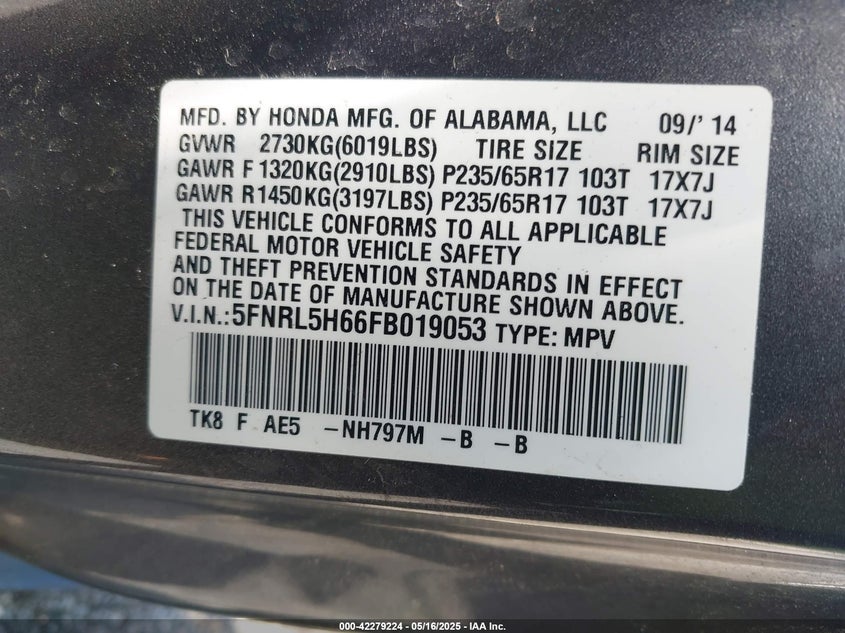 MFD. BY HONDA MFG. OF ALABAMA, LLC 09/' 14
GVWR 2730KG(6019LBS) TIRE SIZE RIM SIZE
GAWR F 1320KG(2910LBS) P235/65R17 103T 17X7J
GAWR R1450KG(3197LBS) P235/65R17 103T 17X7J
THIS VEHICLE CONFORMS TO ALL APPLICABLE
FEDERAL MOTOR VEHICLE SAFETY
AND THEFT PREVENTION STANDARDS IN EFFECT
ON THE DATE OF MANUFACTURE SHOWN ABOVE.
V.I.N.:5FNRL5H66FB019053 TYPE: MPV
TK8 F AE5 -NH797M -B -B
000-42279224 - 05/16/2025 - IAA Inc.